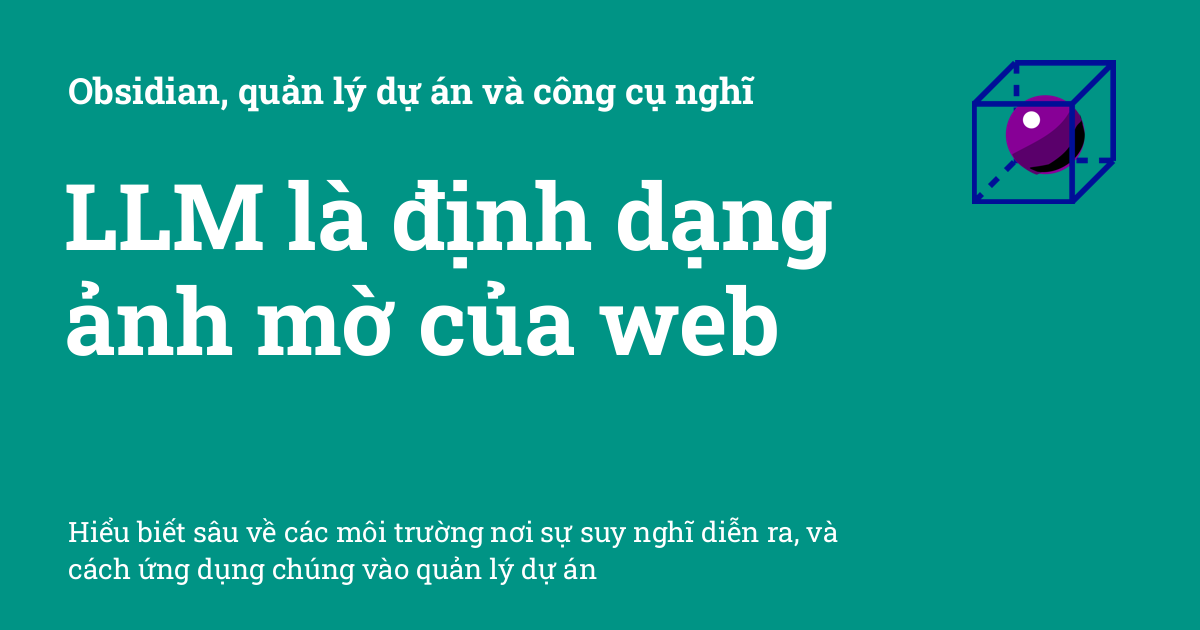 Obsidian, quản lý dự án và công cụ nghĩ
LLM là định dạng
ảnh mờ của web
Hiểu biết sâu về các môi trường nơi sự suy nghĩ diễn ra, và
cách ứng dụng chúng vào quản lý dự án